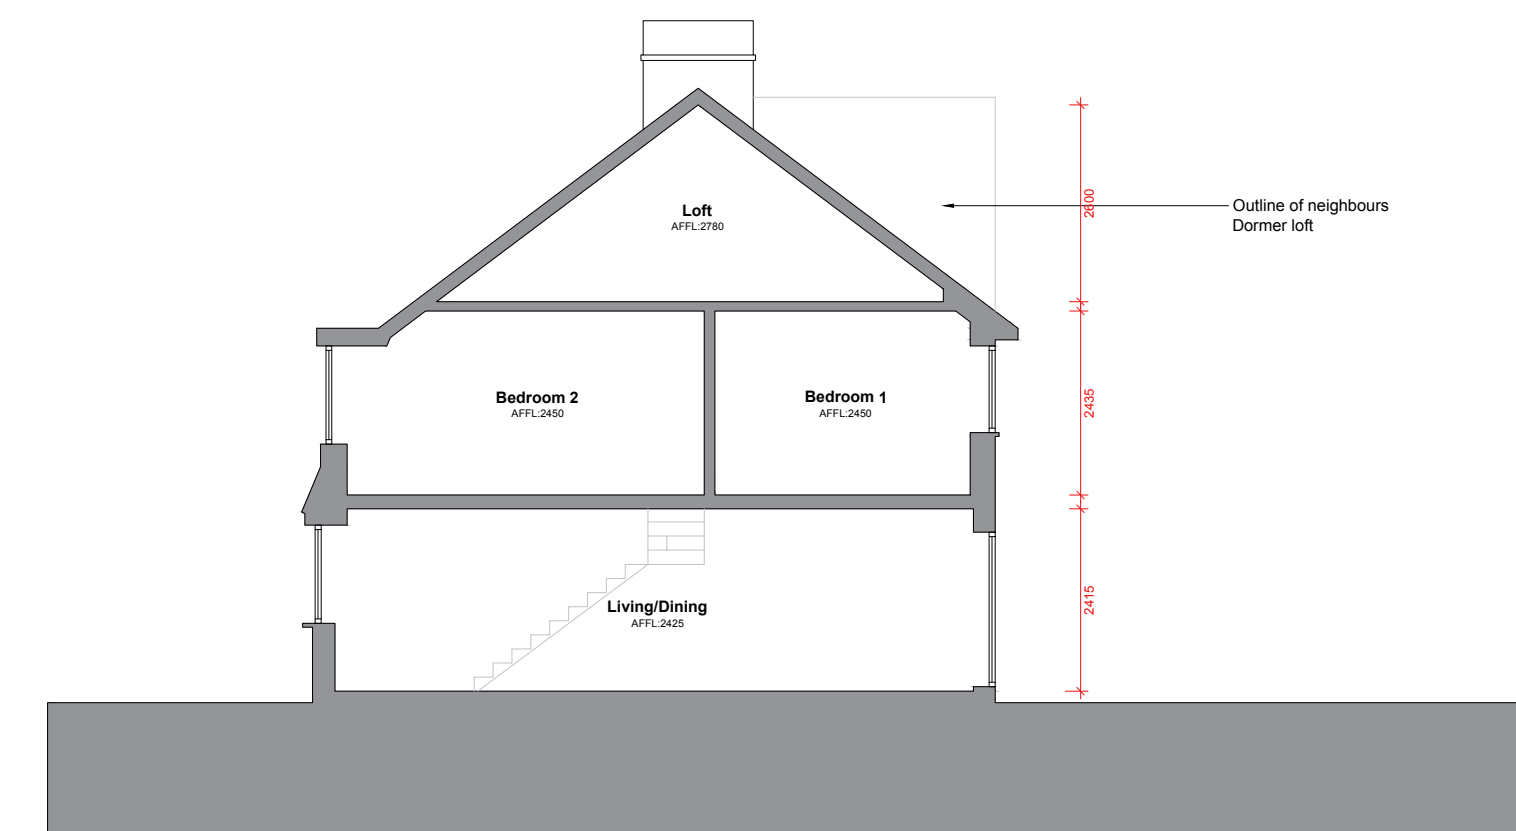 Loft
AFFL:2780
2600
Outline of neighbours
Dormer loft
Bedroom 2
AFFL:2450
Bedroom 1
AFFL:2450
2435
Living/Dining
AFFL:2425
2415